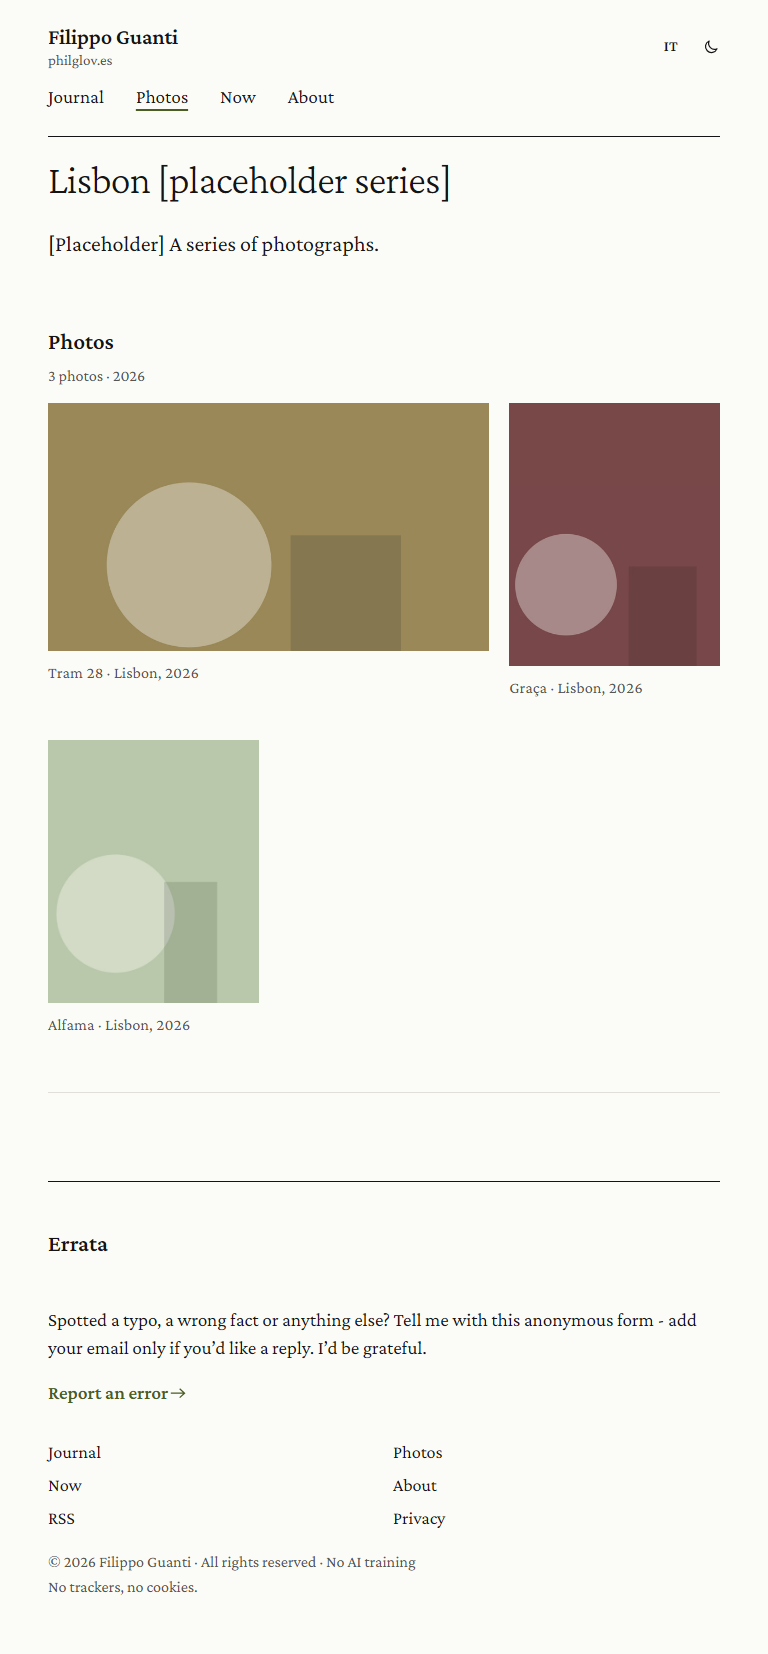 Filippo Guanti
philglov.es
IT
Journal Photos Now About
Lisbon [placeholder series]
[Placeholder] A series of photographs.
Photos
3 photos · 2026
Tram 28 · Lisbon, 2026
Graça · Lisbon, 2026
Alfama · Lisbon, 2026
Errata
Spotted a typo, a wrong fact or anything else? Tell me with this anonymous form - add
your email only if you’d like a reply. I’d be grateful.
Report an error→
Journal Photos
Now About
RSS Privacy
© 2026 Filippo Guanti · All rights reserved · No AI training
No trackers, no cookies.